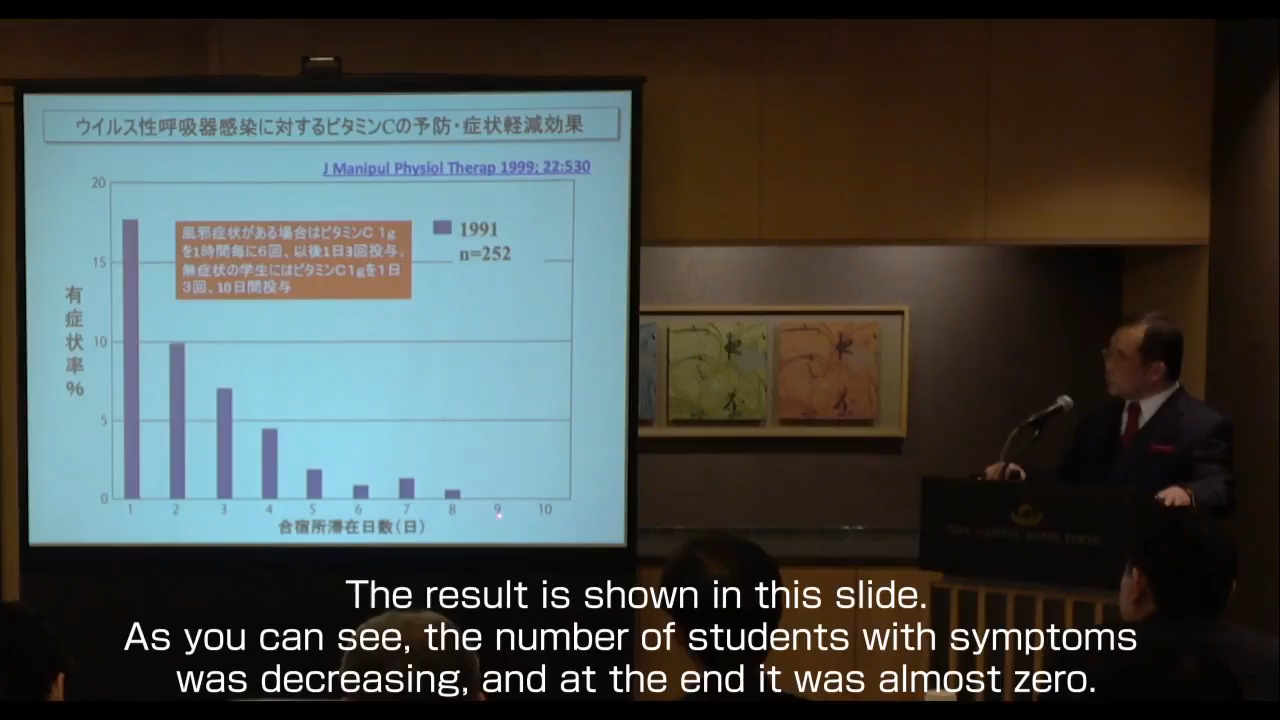 ウイルス性呼吸器感染に対するビタミンCの予防・症状軽減効果
J Manipul Physiol Therap 1999; 22:530
20
15
10
5
0
有症状率%
風邪症状がある場合はビタミンC 1g
を1時間毎に6回、以後1日3回投与。
無症状の学生にはビタミンC1gを1日
3回、10日間投与
1991
n=252
1 2 3 4 5 6 7 8 9 10
合宿所滞在日数(日)
The result is shown in this slide.
As you can see, the number of students with symptoms
was decreasing, and at the end it was almost zero.